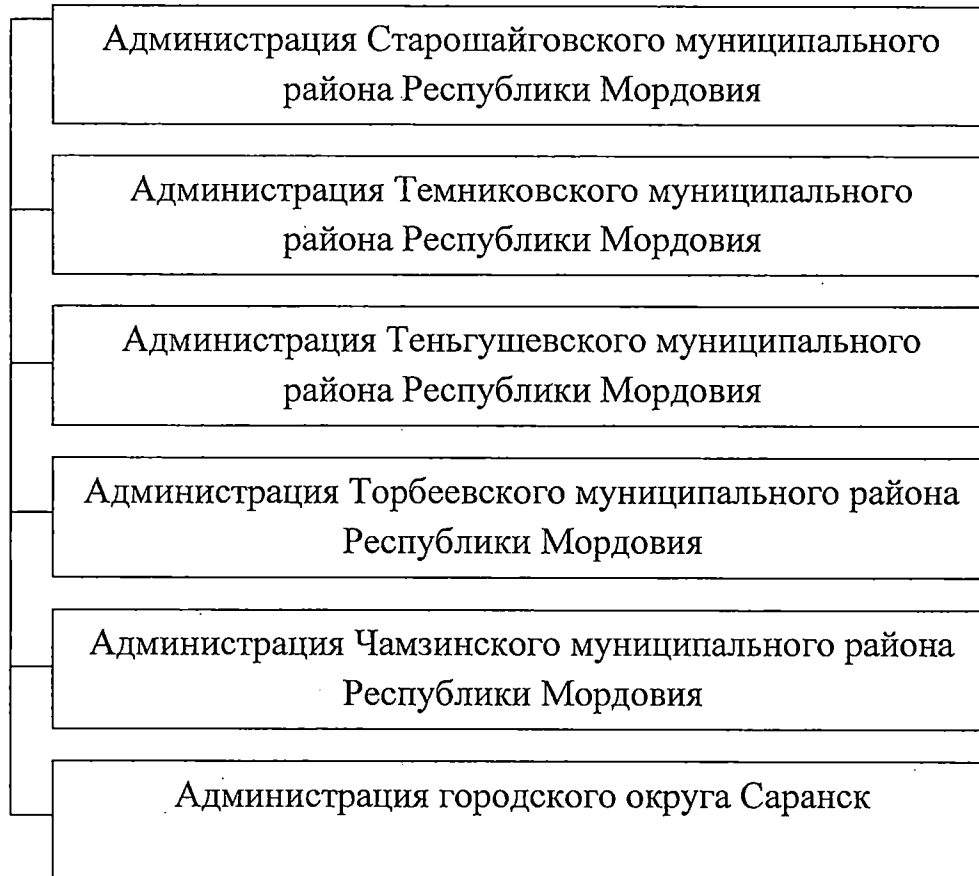 Администрация Старошайговского муниципального
района Республики Мордовия
Администрация Темниковского муниципального
района Республики Мордовия
Администрация Теньгушевского муниципального
района Республики Мордовия
Администрация Торбеевского муниципального района
Республики Мордовия
Администрация Чамзинского муниципального района
Республики Мордовия
Администрация городского округа Саранск